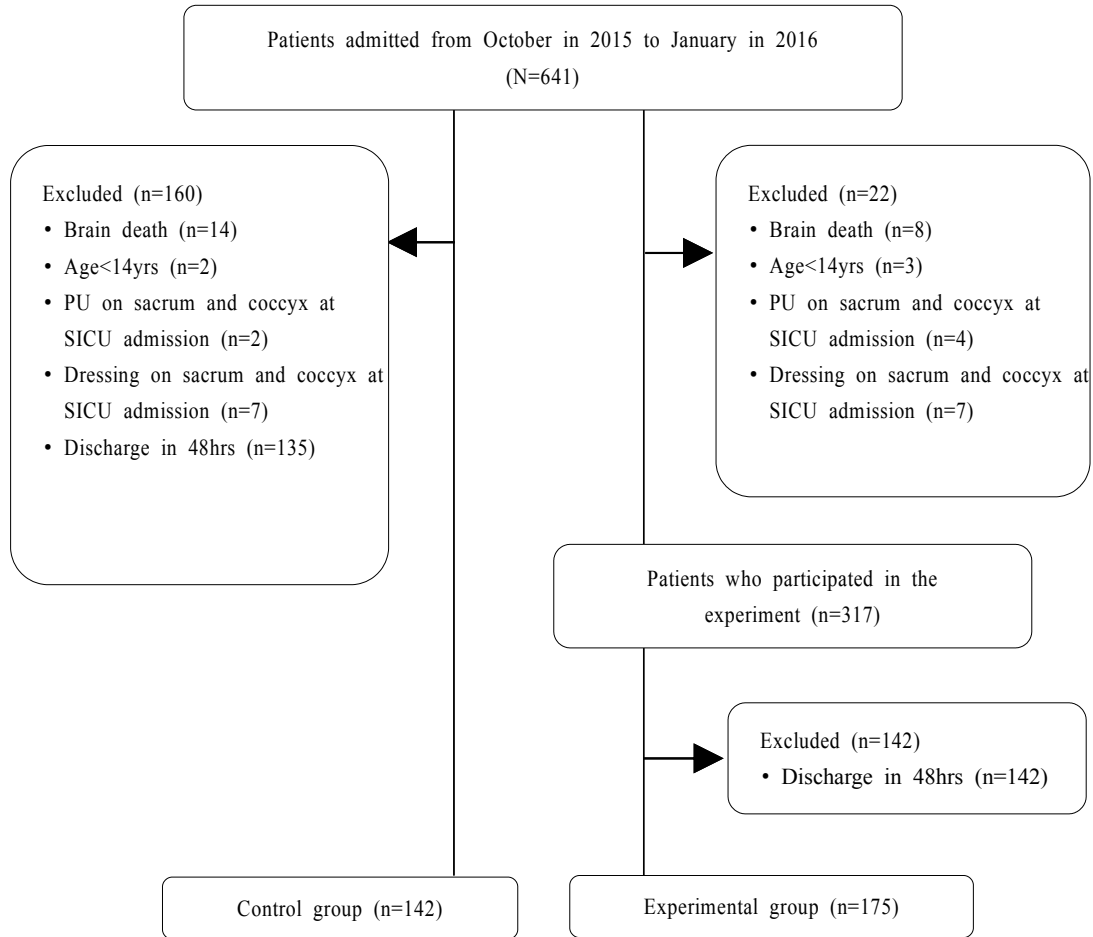 Patients admitted from October in 2015 to January in 2016
(N=641)
Excluded (n=160)
• Brain death (n=14)
• Age<14yrs (n=2)
• PU on sacrum and coccyx at
SICU admission (n=2)
• Dressing on sacrum and coccyx at
SICU admission (n=7)
• Discharge in 48hrs (n=135)
Excluded (n=22)
• Brain death (n=8)
• Age<14yrs (n=3)
• PU on sacrum and coccyx at
SICU admission (n=4)
• Dressing on sacrum and coccyx at
SICU admission (n=7)
Patients who participated in the
experiment (n=317)
Excluded (n=142)
• Discharge in 48hrs (n=142)
Control group (n=142)
Experimental group (n=175)